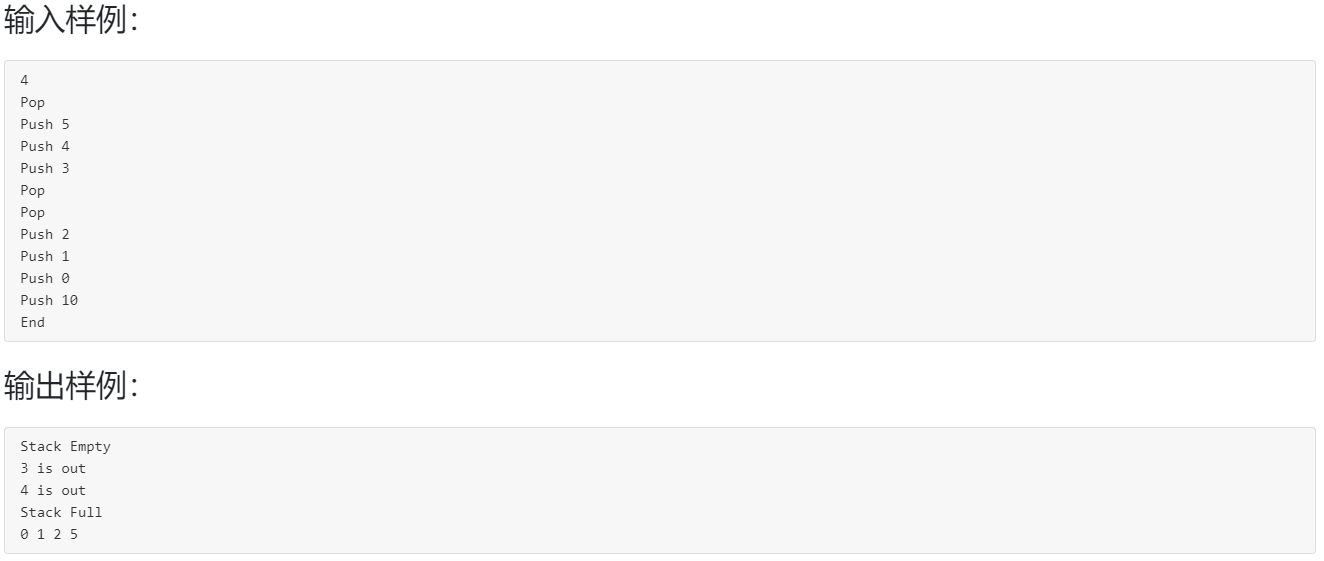 输入样例：
4
Pop
Push 5
Push 4
Push 3
Pop
Pop
Push 2
Push 1
Push 0
Push 10
End
输出样例：
Stack Empty
3 is out
4 is out
Stack Full
0 1 2 5